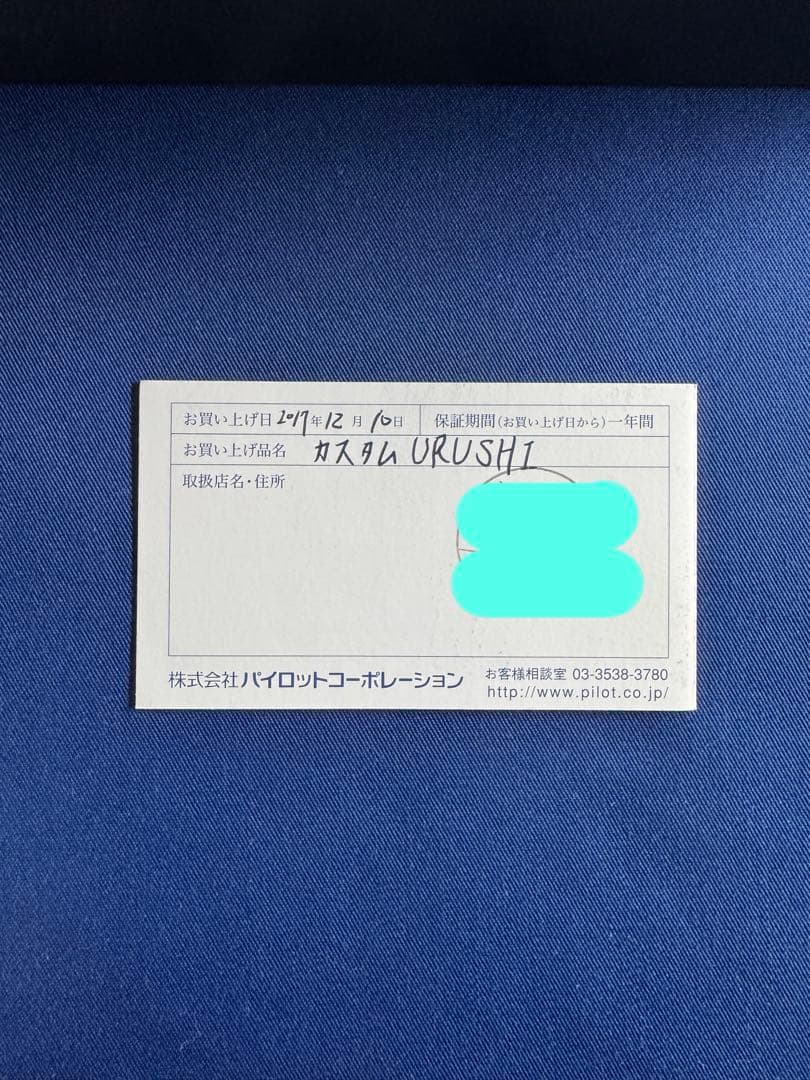 お買い上げ日 2017年12月10日 保証期間(お買い上げ日から)一年間
お買い上げ品名 カスタム URUSHI
取扱店名・住所
株式会社パイロットコーポレーション
お客様相談室 03-3538-3780
http://www.pilot.co.jp/